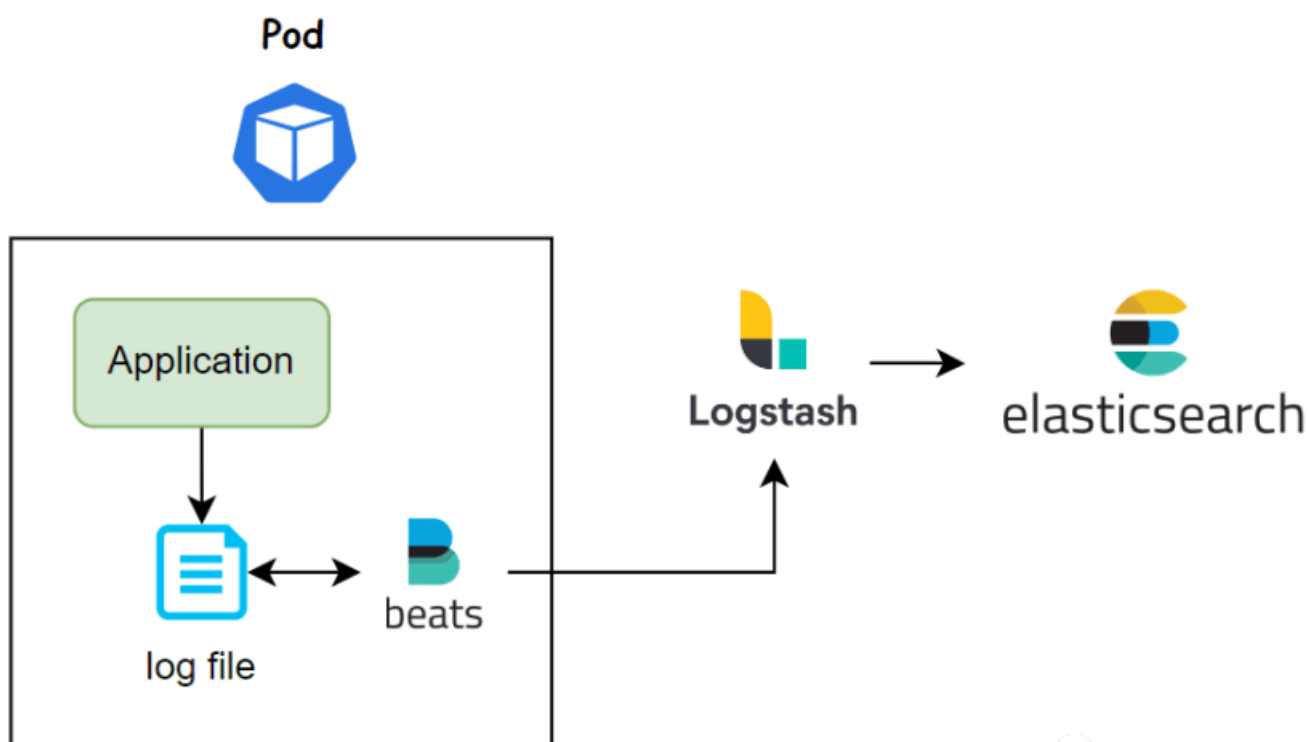 Pod
Application
Logstash
elasticsearch
beats
log file